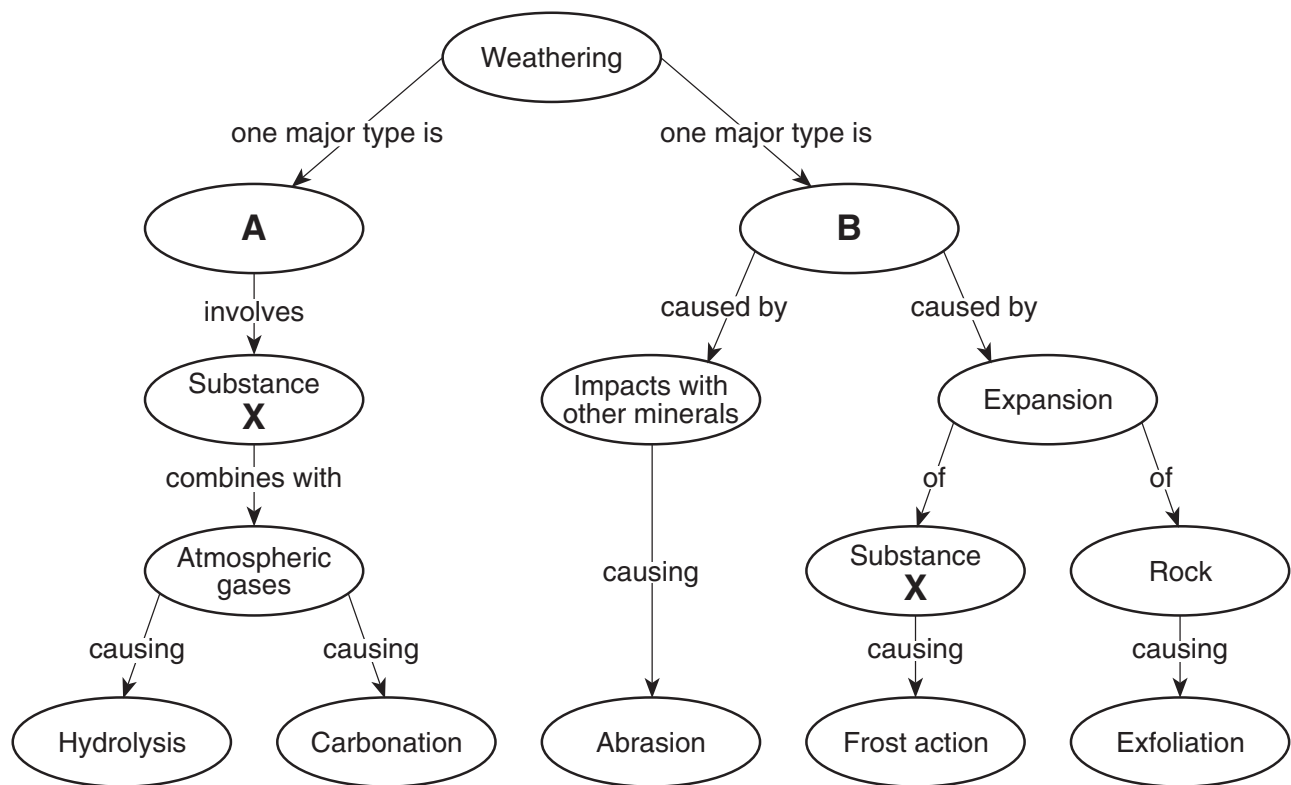 Weathering
one major type is
one major type is
A
B
involves
caused by
caused by
Substance
X
Impacts with
other minerals
Expansion
combines with
of
of
Atmospheric
gases
causing
Substance
X
Rock
causing
causing
causing
causing
Hydrolysis
Carbonation
Abrasion
Frost action
Exfoliation